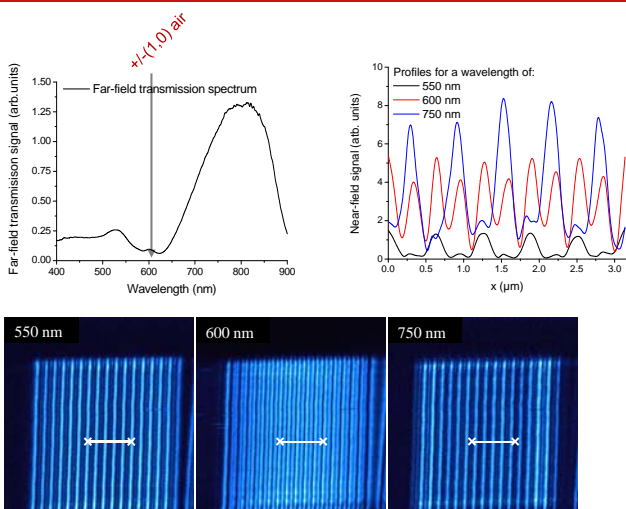 +/-(1,0) air
Far-field transmisison signal (arb.units)
1.50
1.25
1.00
0.75
0.50
0.25
0.00
Far-field transmission spectrum
400 500 600 700 800 900
Wavelength (nm)
Near-field signal (atb. units)
10
8
6
4
2
0
Profiles for a wavelength of:
550 nm
600 nm
750 nm
0.0 0.5 1.0 1.5 2.0 2.5 3.0
x (µm)
550 nm
600 nm
750 nm